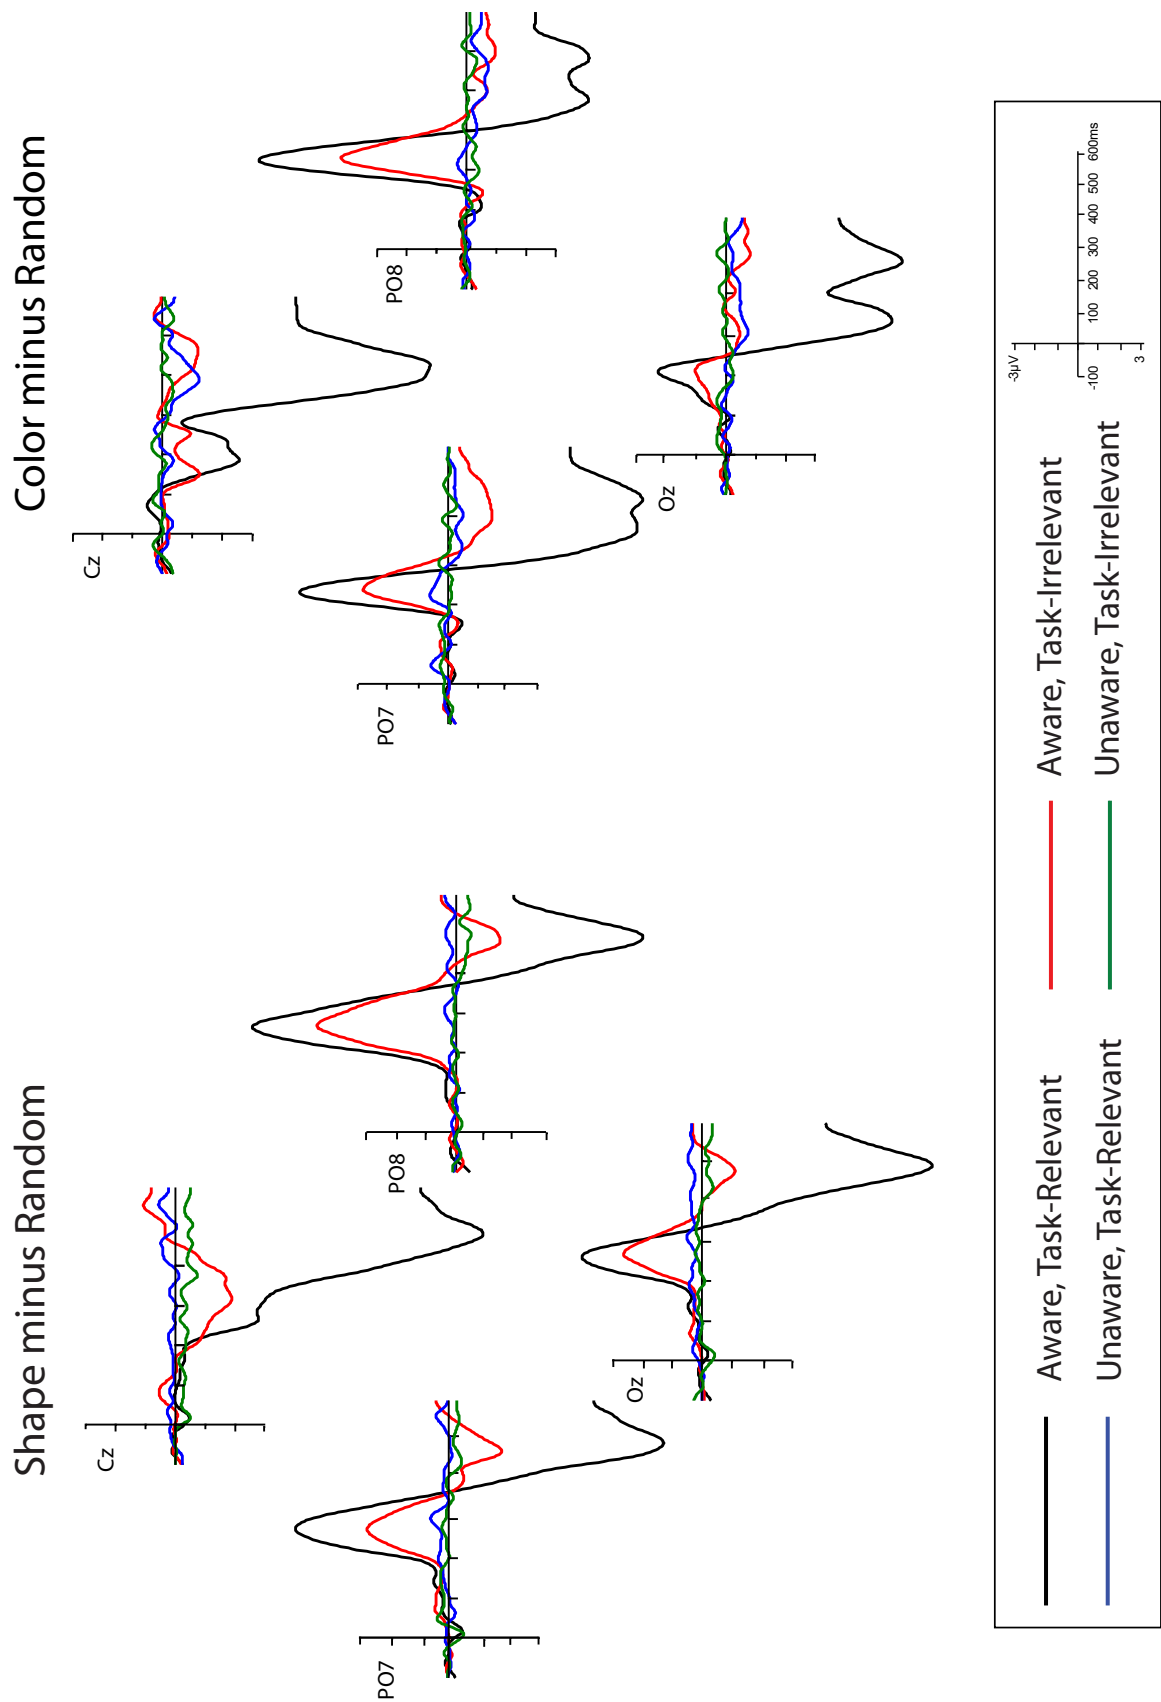 Shape minus Random
Color minus Random
Cz
PO7
PO8
Oz
Cz
PO7
PO8
Oz
Aware, Task-Relevant
Aware, Task-Irrelevant
Unaware, Task-Relevant
Unaware, Task-Irrelevant
-3µV
-100 100 200 300 400 500 600ms
3